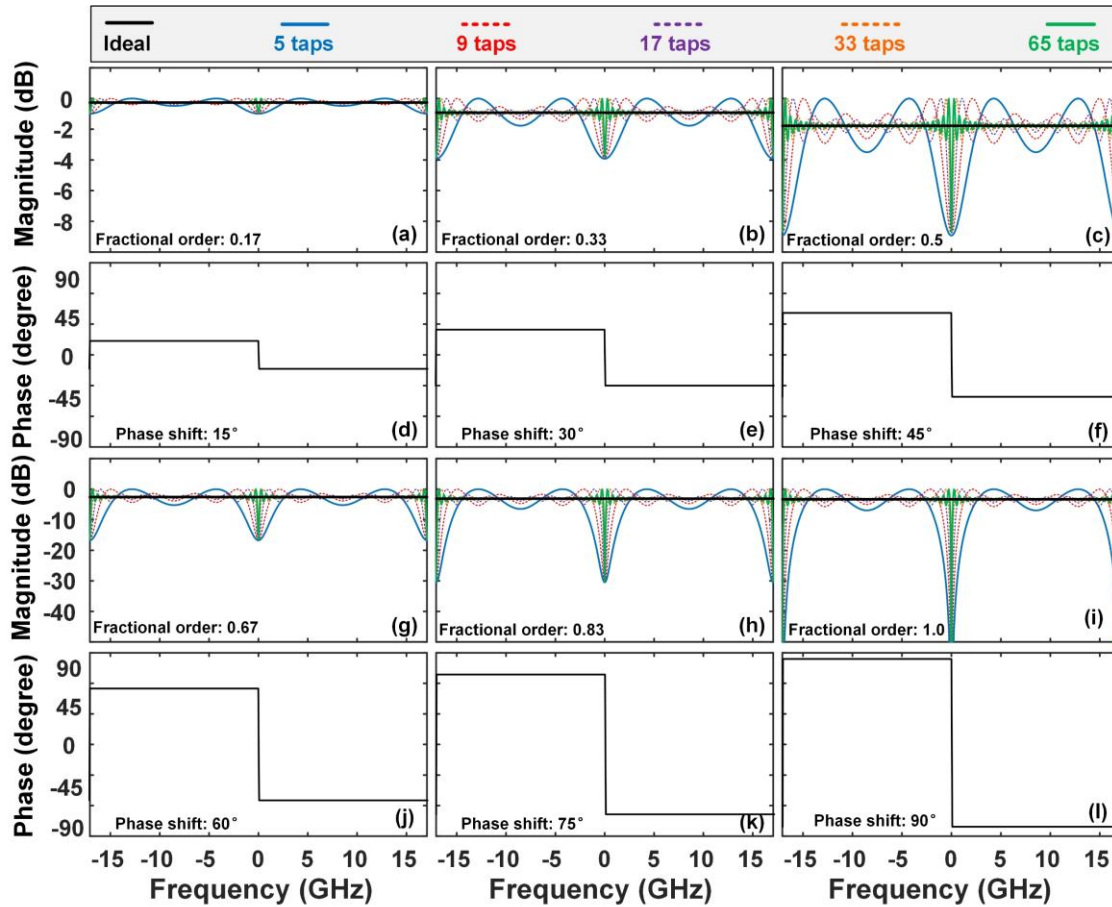 Ideal 5 taps 9 taps 17 taps 33 taps 65 taps
Magnitude (dB)
0
-2
-4
-6
-8
Fractional order: 0.17 (a)
Fractional order: 0.33 (b)
Fractional order: 0.5 (c)
Phase (degree)
90
45
0
-45
-90
Phase shift: 15° (d)
Phase shift: 30° (e)
Phase shift: 45° (f)
Magnitude (dB)
0
-10
-20
-30
-40
Fractional order: 0.67 (g)
Fractional order: 0.83 (h)
Fractional order: 1.0 (i)
Phase (degree)
90
45
0
-45
-90
Phase shift: 60° (j)
Phase shift: 75° (k)
Phase shift: 90° (l)
-15 -10 -5 0 5 10 15 -15 -10 -5 0 5 10 15 -15 -10 -5 0 5 10 15
Frequency (GHz) Frequency (GHz) Frequency (GHz)